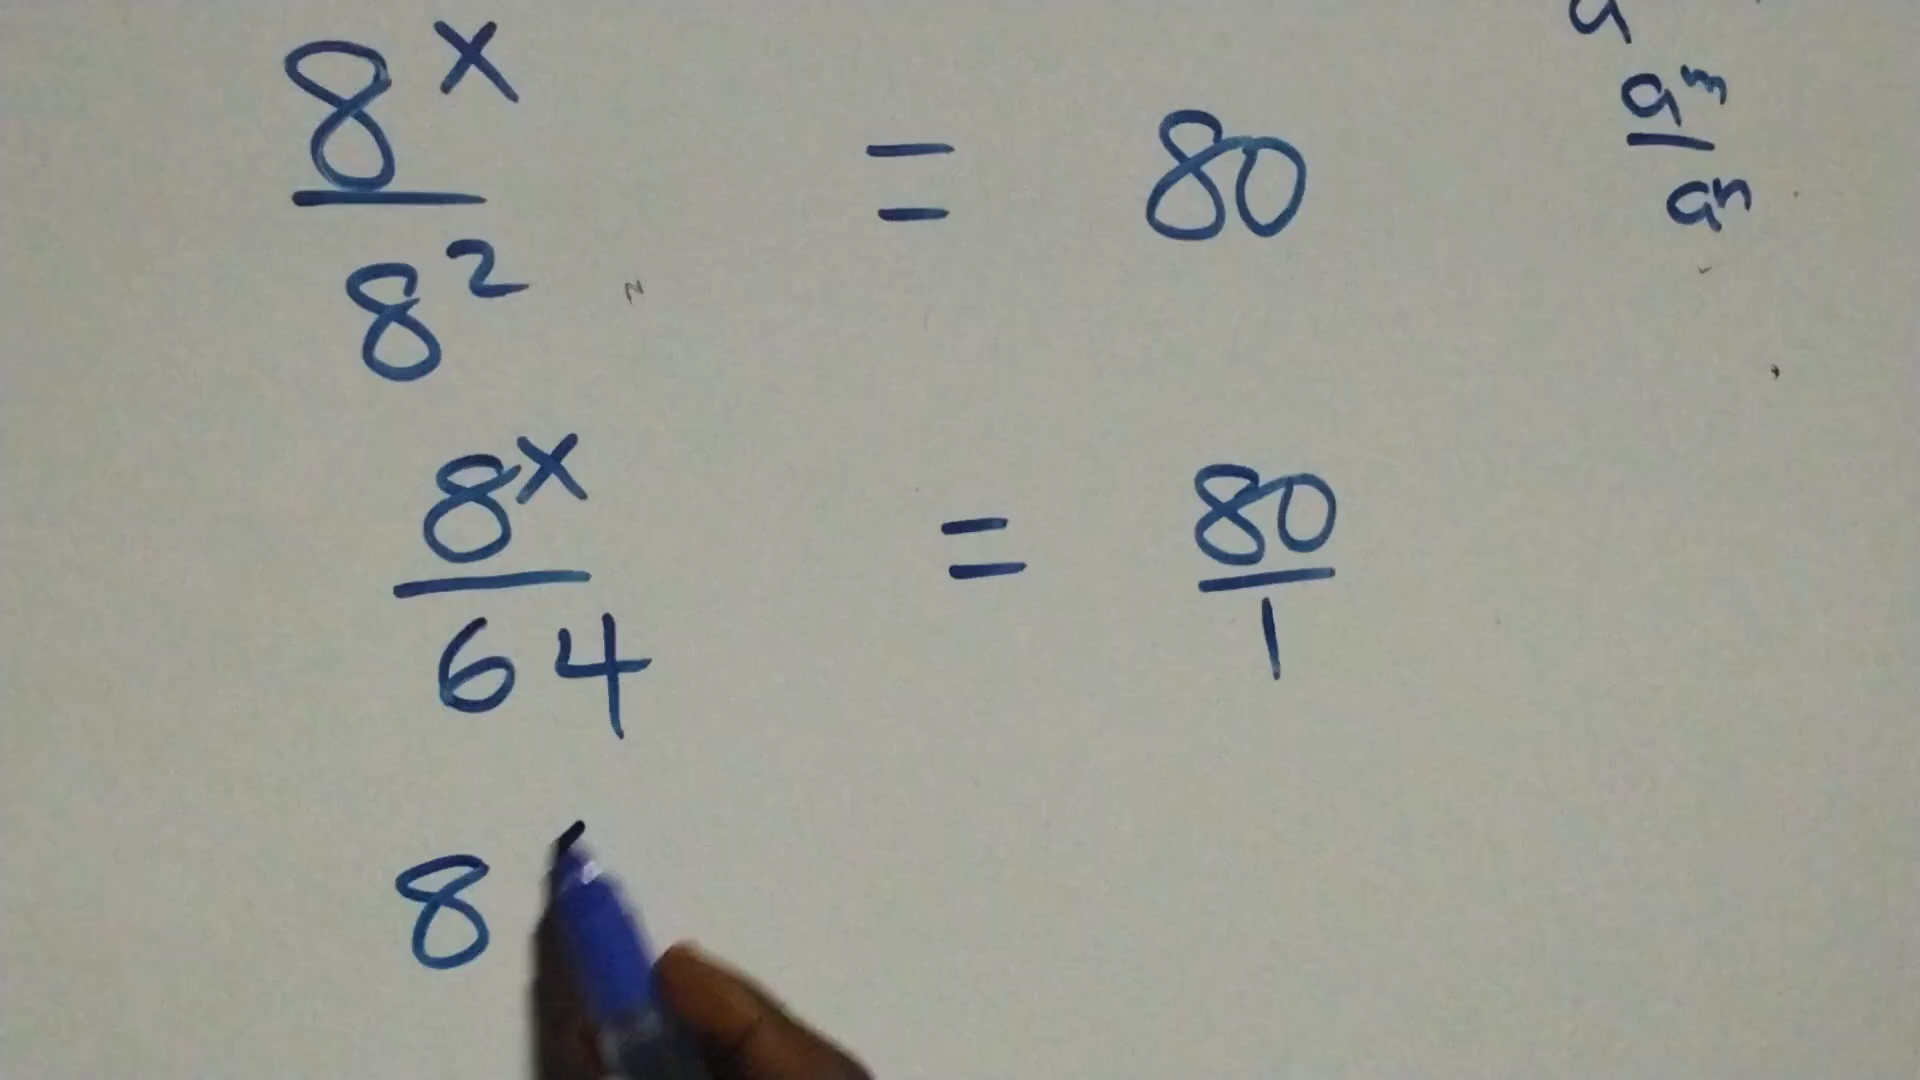 a
a^m
—
a^n
8^x
—
8^2
= 80
8^x
—
64
= 80
—
1
8